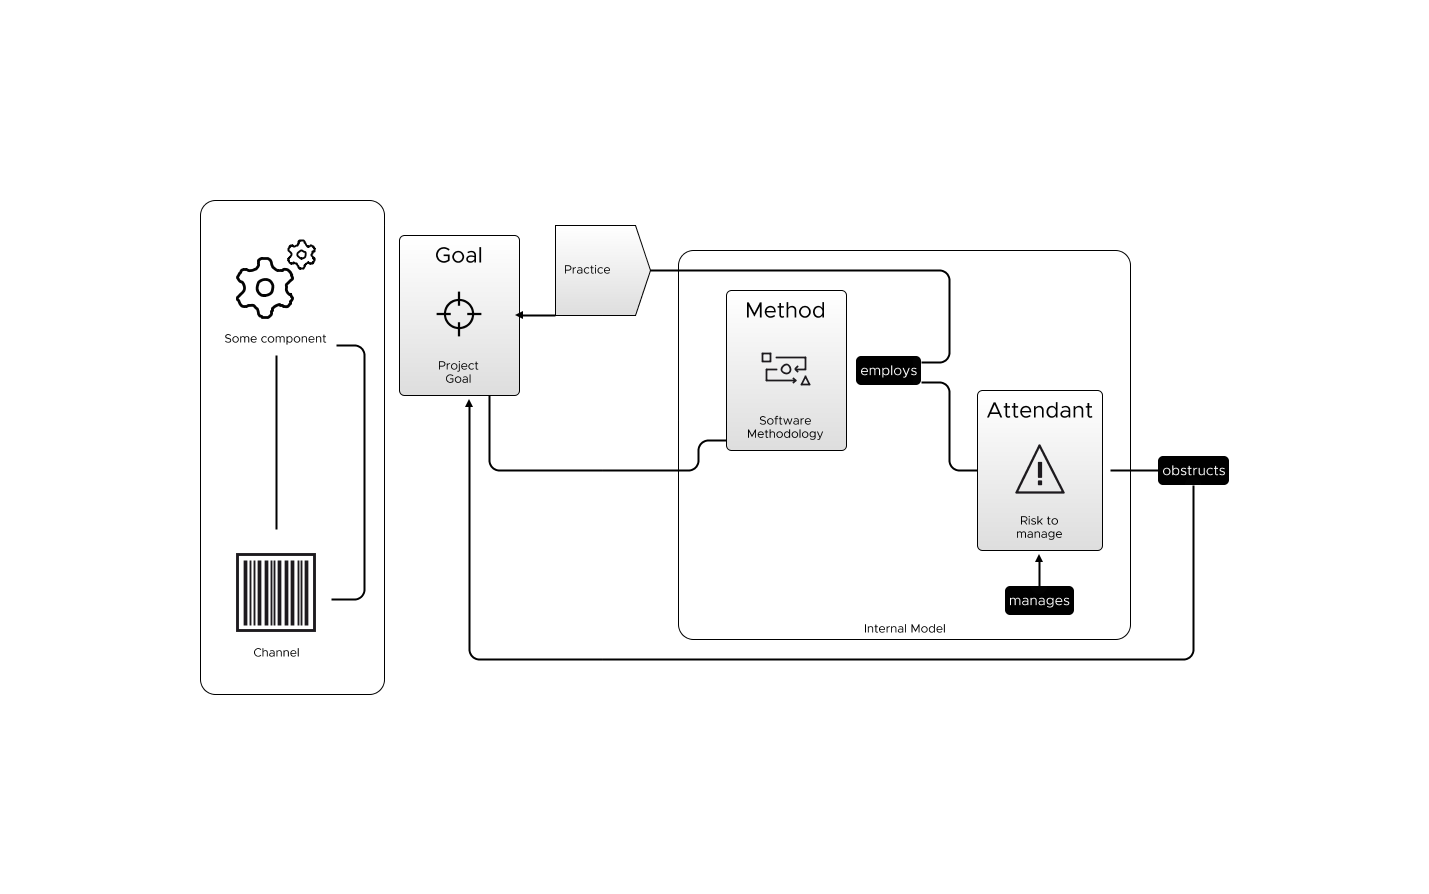 Some component
Channel
Goal
Project
Goal
Practice
Method
Software
Methodology
employs
Attendant
Risk to
manage
manages
obstructs
Internal Model